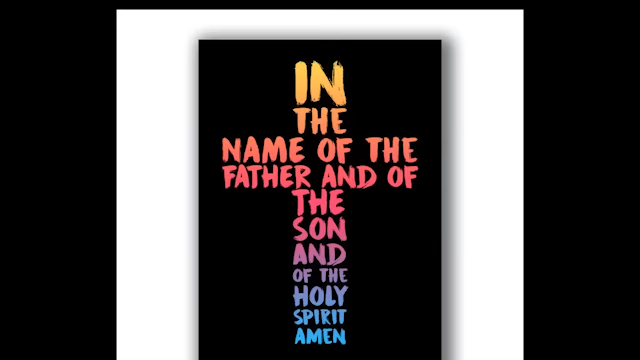 IN
THE
NAME OF THE
FATHER AND OF
THE
SON
AND
OF THE
HOLY
SPIRIT
AMEN